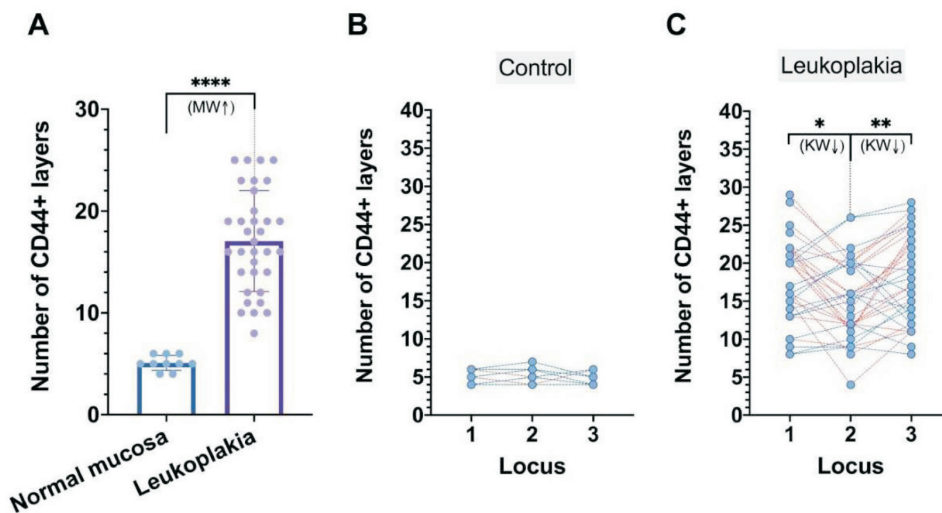 A
Number of CD44+ layers
30
20
10
0
****
(MW↑)
Normal mucosa
Leukoplakia
B
Control
Number of CD44+ layers
40
35
30
25
20
15
10
5
0
1 2 3
Locus
C
Leukoplakia
Number of CD44+ layers
40
35
30
25
20
15
10
5
0
* **
(KW↓) (KW↓)
1 2 3
Locus